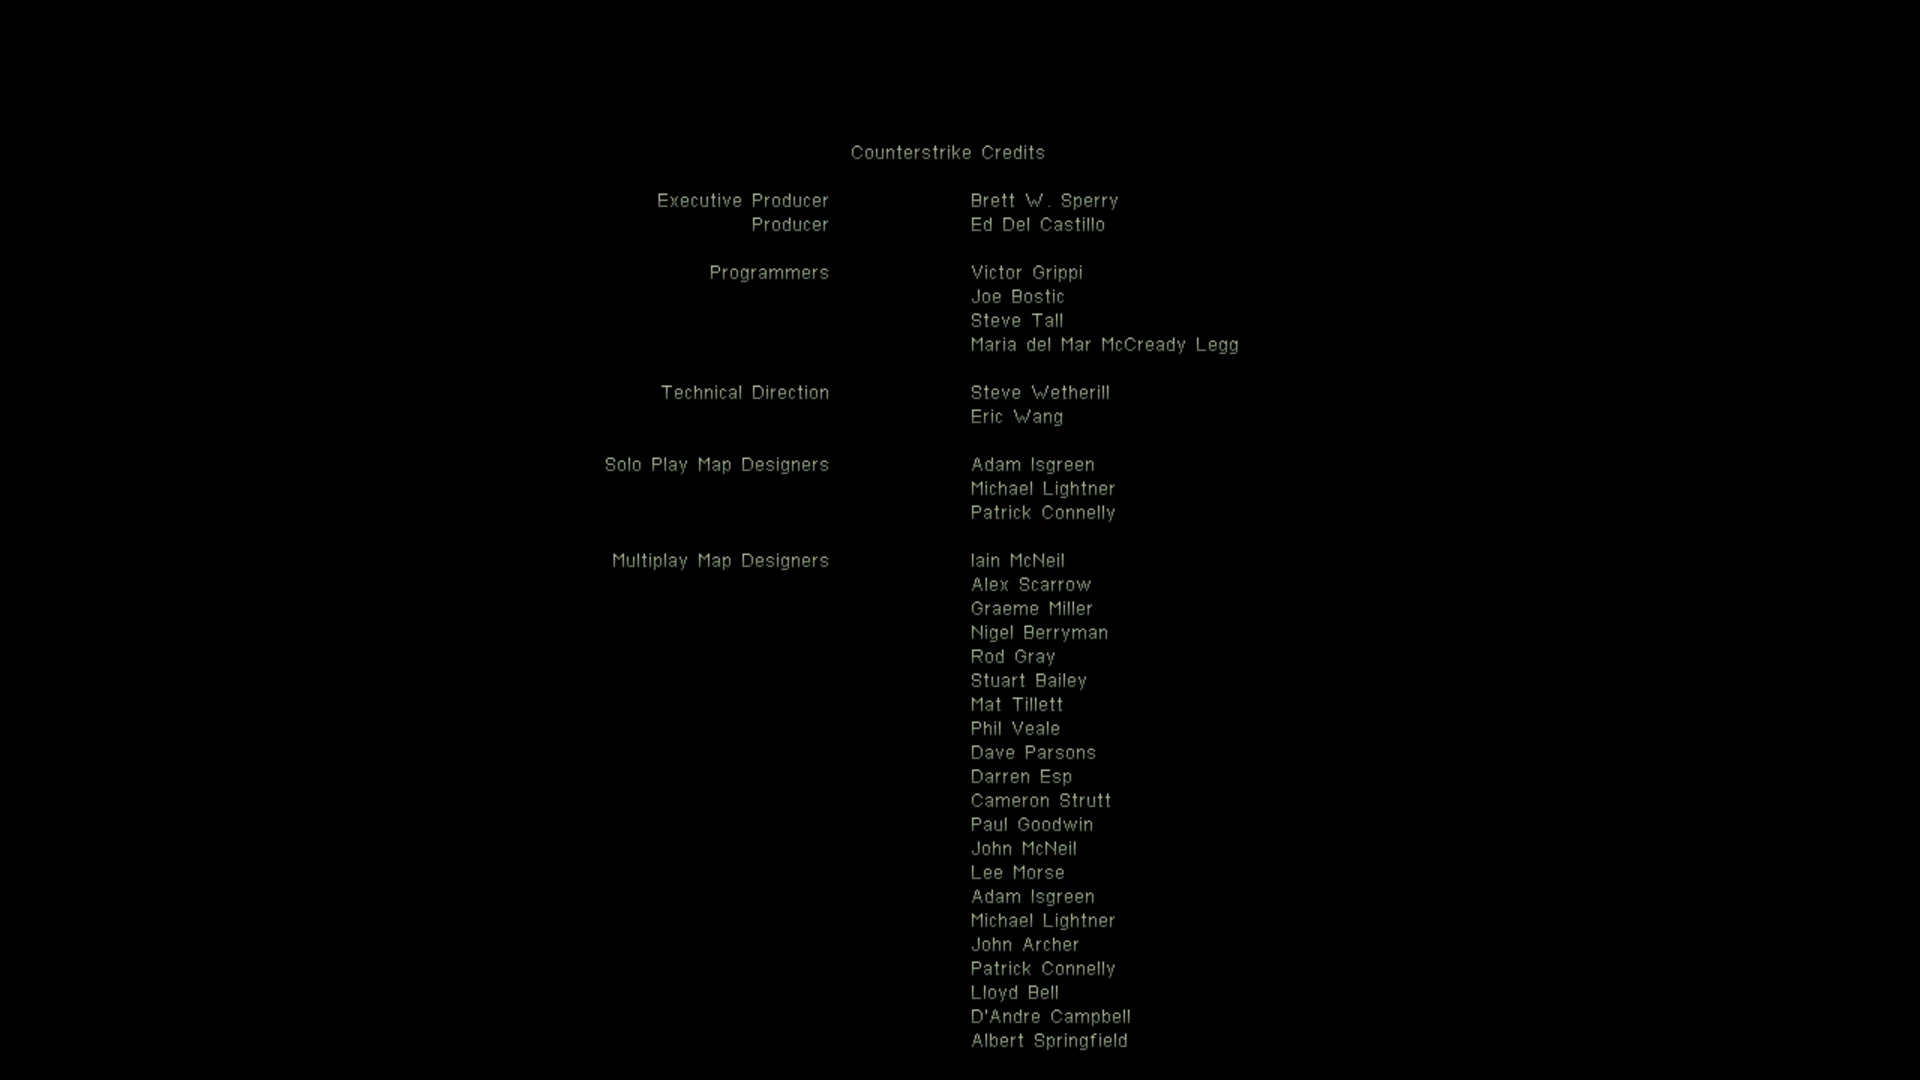 Counterstrike Credits
Executive Producer Brett W. Sperry
Producer Ed Del Castillo
Programmers Victor Grippi
Joe Bostic
Steve Tall
Maria del Mar McCready Legg
Technical Direction Steve Wetherill
Eric Wang
Solo Play Map Designers Adam Isgreen
Michael Lightner
Patrick Connelly
Multiplay Map Designers Iain McNeil
Alex Scarrow
Graeme Miller
Nigel Berryman
Rod Gray
Stuart Bailey
Mat Tillett
Phil Veale
Dave Parsons
Darren Esp
Cameron Strutt
Paul Goodwin
John McNeil
Lee Morse
Adam Isgreen
Michael Lightner
John Archer
Patrick Connelly
Lloyd Bell
D'Andre Campbell
Albert Springfield